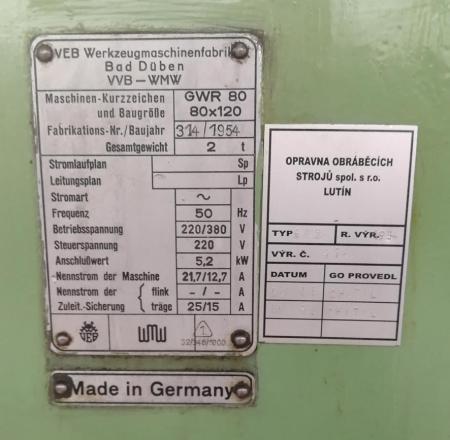 VEB Werkzeugmaschinenfabrik
Bad Düben
VVB – WMW
Maschinen-Kurzzeichen GWR 80
und Baugröße 80x120
Fabrikations-Nr./Baujahr 314/1954
Gesamtgewicht 2 t
Stromlaufplan Sp
Leitungsplan Lp
Stromart ~
Frequenz 50 Hz
Betriebsspannung 220/380 V
Steuerspannung 220 V
Anschlußwert 5,2 kW
Nennstrom der Maschine 21,7/12,7 A
Nennstrom der { flink – / – A
Zuleit.-Sicherung { träge 25/15 A
VEB WMW 1
Made in Germany
OPRAVNA OBRÁBĚCÍCH
STROJŮ spol. s r.o.
LUTÍN
TYP R. VÝR.
VÝR. Č.
DATUM GO PROVEDL